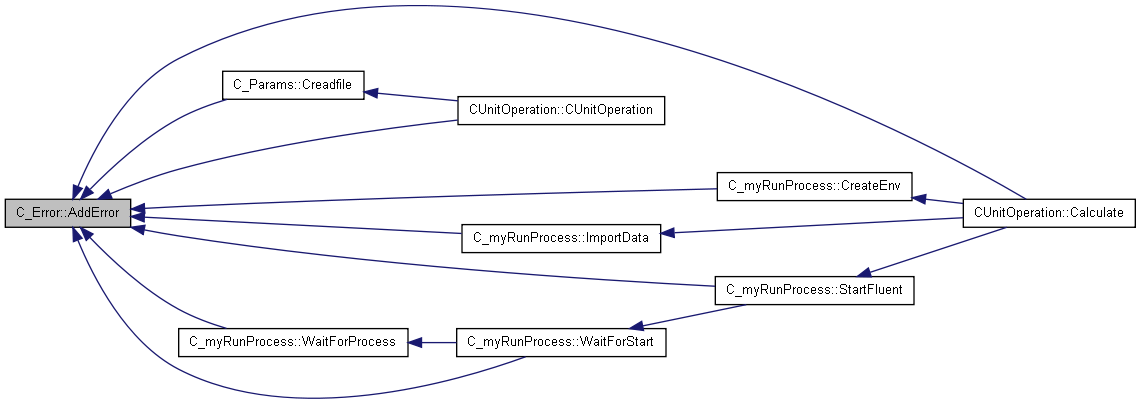 C_Params::Creadfile
CUnitOperation::CUnitOperation
C_myRunProcess::CreateEnv
C_Error::AddError
CUnitOperation::Calculate
C_myRunProcess::ImportData
C_myRunProcess::StartFluent
C_myRunProcess::WaitForProcess
C_myRunProcess::WaitForStart